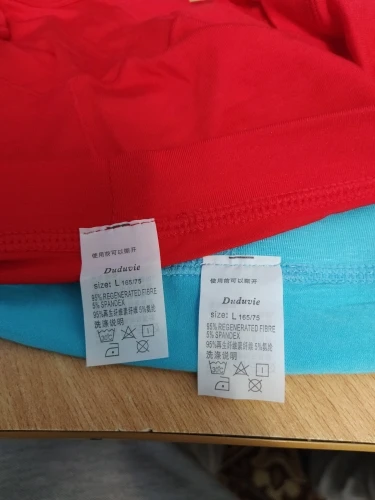 使用前可以剪开
Duduvie
size: L 165/75
95% REGENERATED FIBRE
5% SPANDEX
95%再生纤维素纤维 5%氨纶
洗涤说明
使用前可以剪开
Duduvie
size: L 165/75
95% REGENERATED FIBRE
5% SPANDEX
95%再生纤维素纤维 5%氨纶
洗涤说明